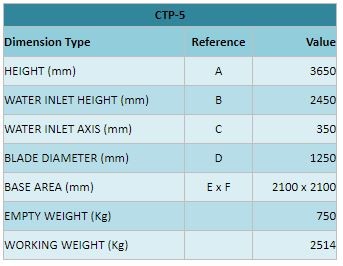 CTP-5
Dimension Type Reference Value
HEIGHT (mm) A 3650
WATER INLET HEIGHT (mm) B 2450
WATER INLET AXIS (mm) C 350
BLADE DIAMETER (mm) D 1250
BASE AREA (mm) E x F 2100 x 2100
EMPTY WEIGHT (Kg) 750
WORKING WEIGHT (Kg) 2514